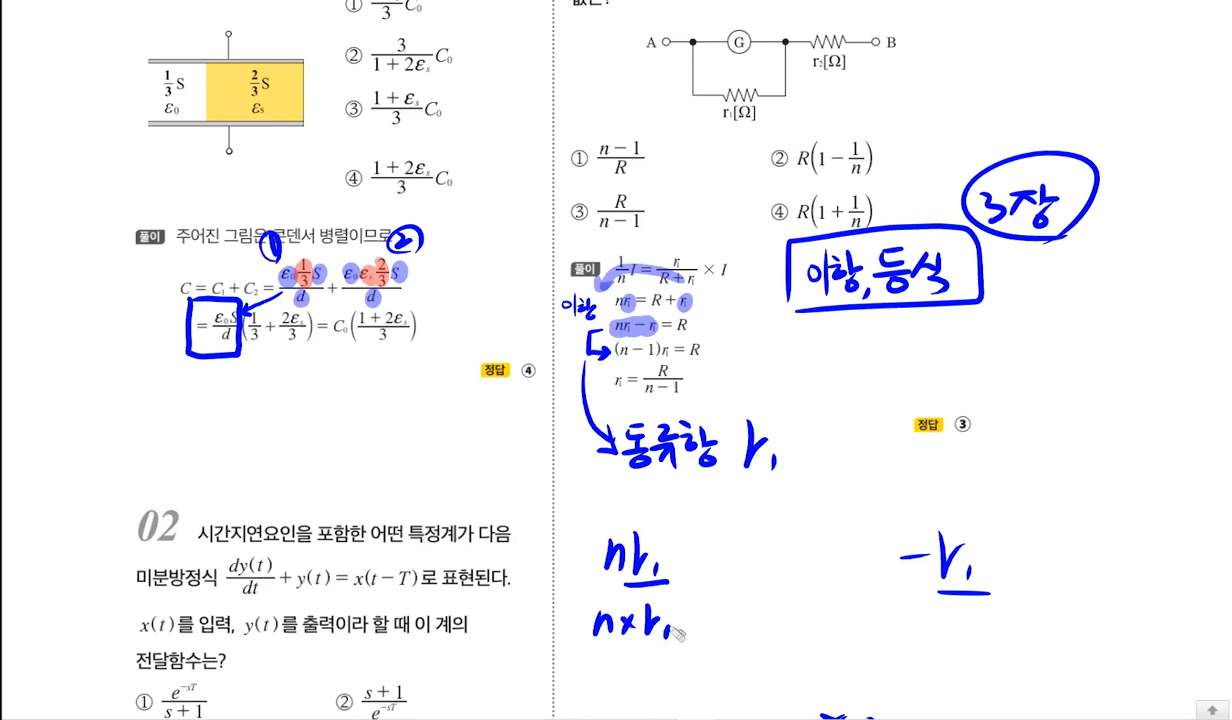 ① 3 C₀
1/3 S 2/3 S
ε₀ εs
② 3/(1+2εs) C₀
③ (1+εs)/3 C₀
④ (1+2εs)/3 C₀
풀이 주어진 그림은 콘덴서 병렬이므로
① ②
C = C₁ + C₂ = (ε₀ 1/3 S)/d + (ε₀εs 2/3 S)/d
= ε₀S/d (1/3 + 2εs/3) = C₀((1+2εs)/3)
정답 ④
02 시간지연요인을 포함한 어떤 특정계가 다음
미분방정식 dy(t)/dt + y(t) = x(t−T)로 표현된다.
x(t)를 입력, y(t)를 출력이라 할 때 이 계의
전달함수는?
① e^−sT/(s+1) ② (s+1)/e^−sT
A G B
r₂[Ω]
r₁[Ω]
① (n−1)/R ② R(1−1/n)
③ R/(n−1) ④ R(1+1/n)
3장
이항, 등식
풀이 1/n I = r₁/(R+r₁) × I
이항 nr₁ = R + r₁
nr₁ − r₁ = R
(n−1)r₁ = R
r₁ = R/(n−1)
정답 ③
동류항 r₁
nr₁ −r₁
n×r₁